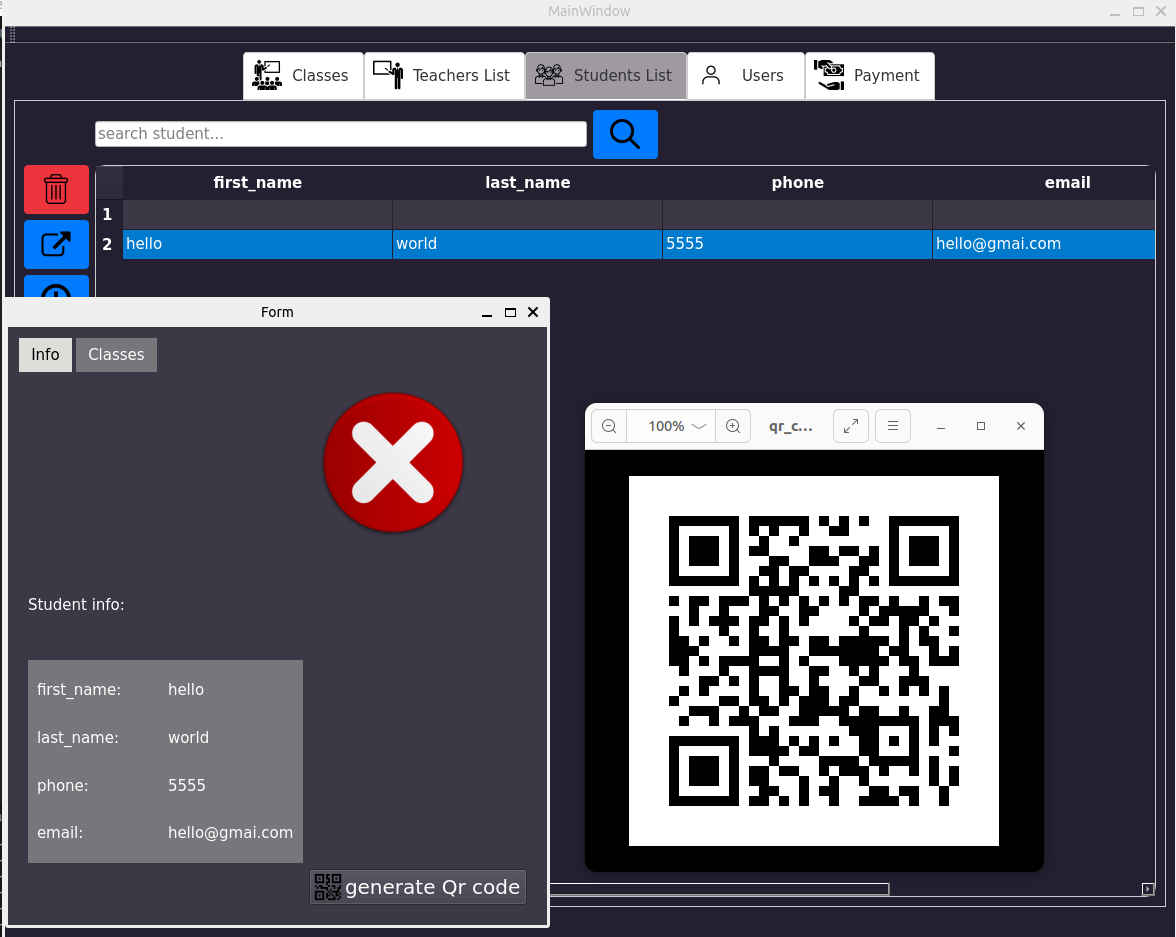 MainWindow
Classes Teachers List Students List Users Payment
search student...
first_name last_name phone email
1
2 hello world 5555 hello@gmai.com
Form
Info Classes
100% qr_c...
Student info:
first_name: hello
last_name: world
phone: 5555
email: hello@gmai.com
generate Qr code